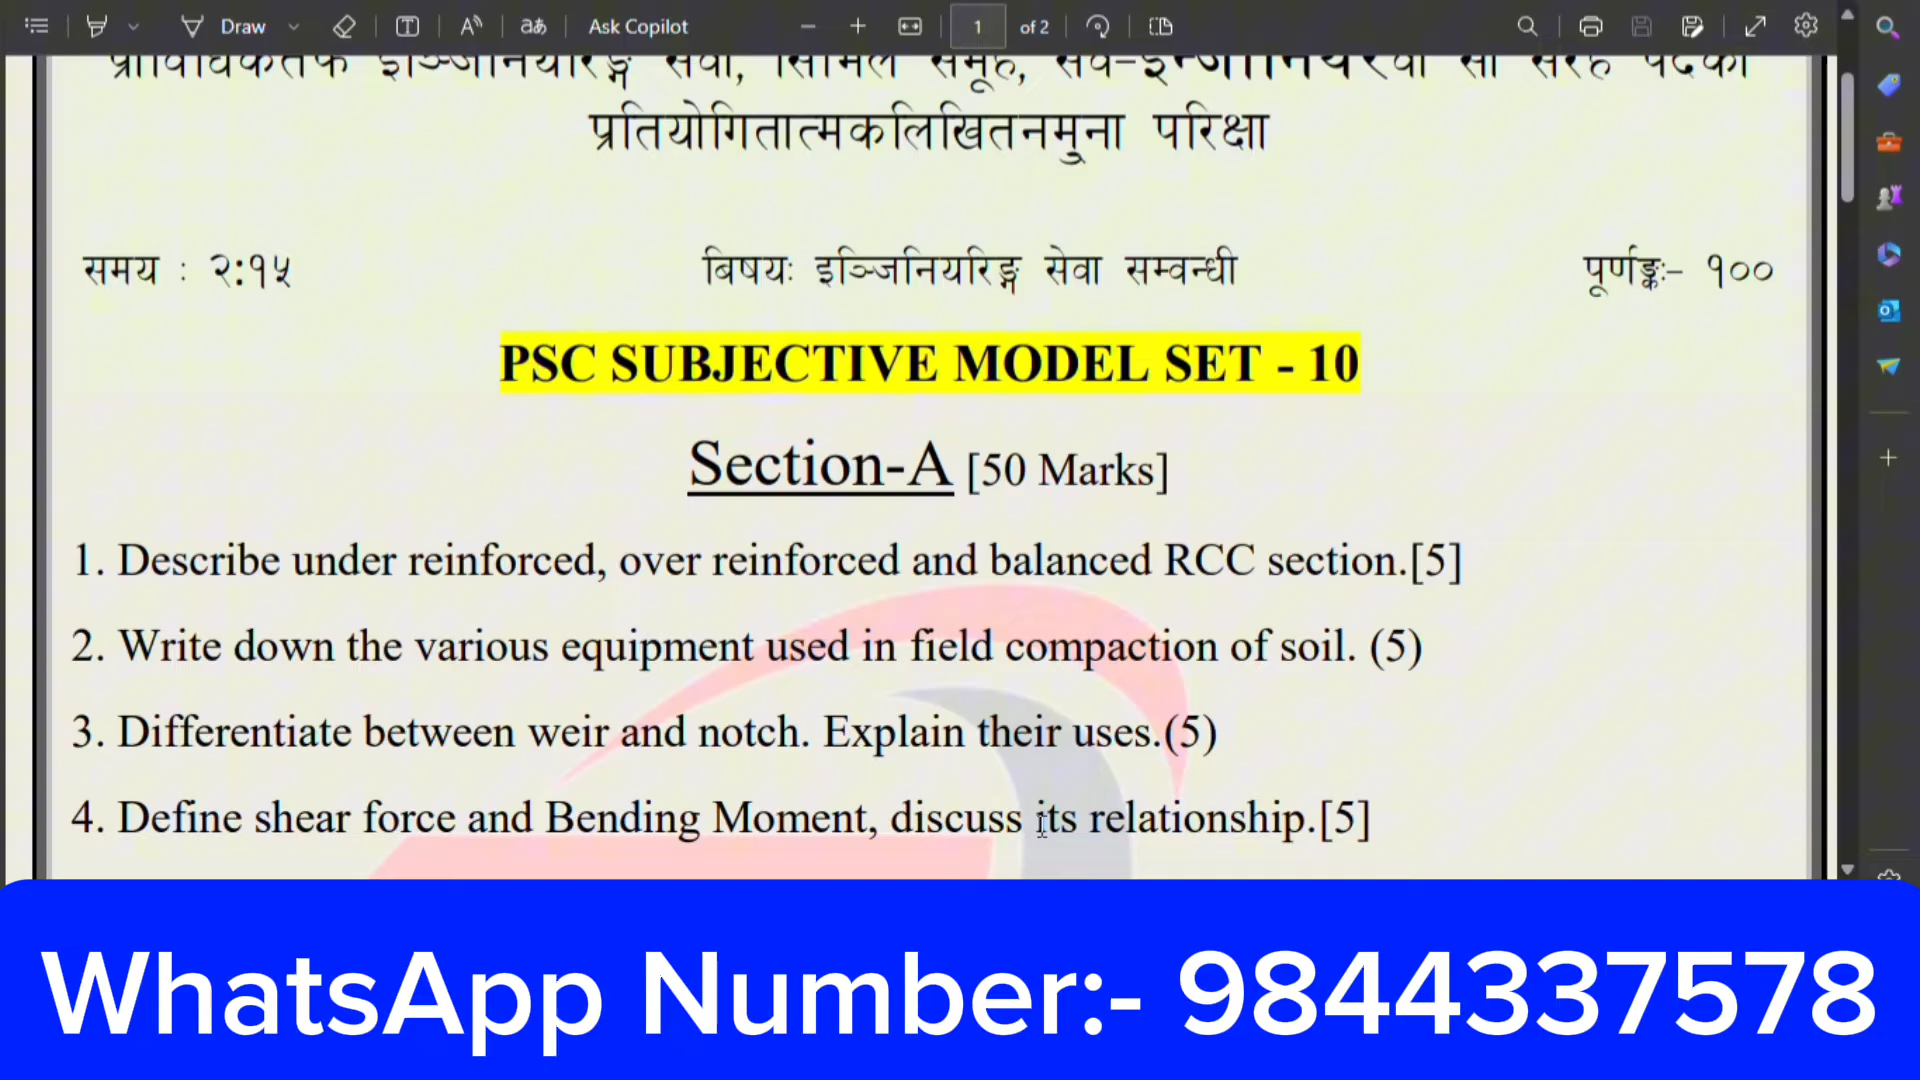 Draw
Ask Copilot
1 of 2
प्रतियोगितात्मकलिखितनमुना परिक्षा
समय : २:१५ बिषयः इञ्जिनियरिङ्ग सेवा सम्वन्धी पूर्णङ्कः- १००
PSC SUBJECTIVE MODEL SET - 10
Section-A [50 Marks]
1. Describe under reinforced, over reinforced and balanced RCC section.[5]
2. Write down the various equipment used in field compaction of soil. (5)
3. Differentiate between weir and notch. Explain their uses.(5)
4. Define shear force and Bending Moment, discuss its relationship.[5]
WhatsApp Number:- 9844337578